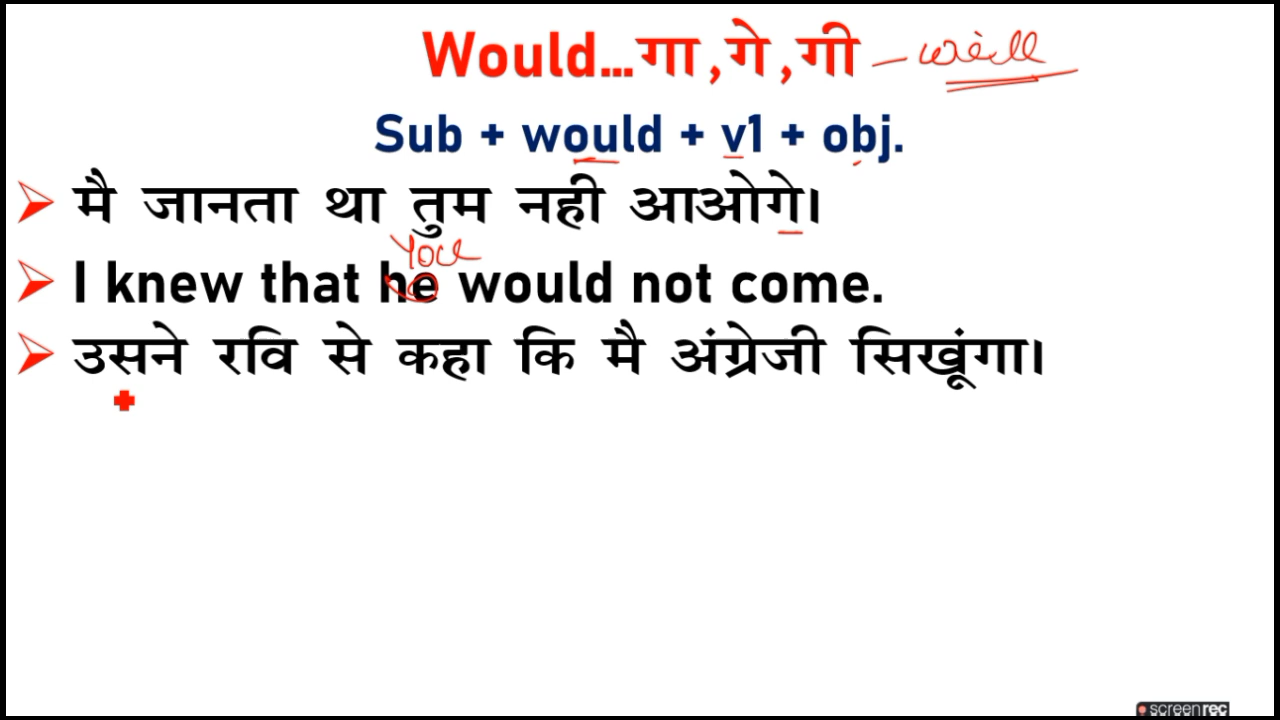 Would...गा,गे,गी – will
Sub + would + v1 + obj.
मै जानता था तुम नही आओगे।
You
I knew that he would not come.
उसने रवि से कहा कि मै अंग्रेजी सिखूंगा।
screenrec